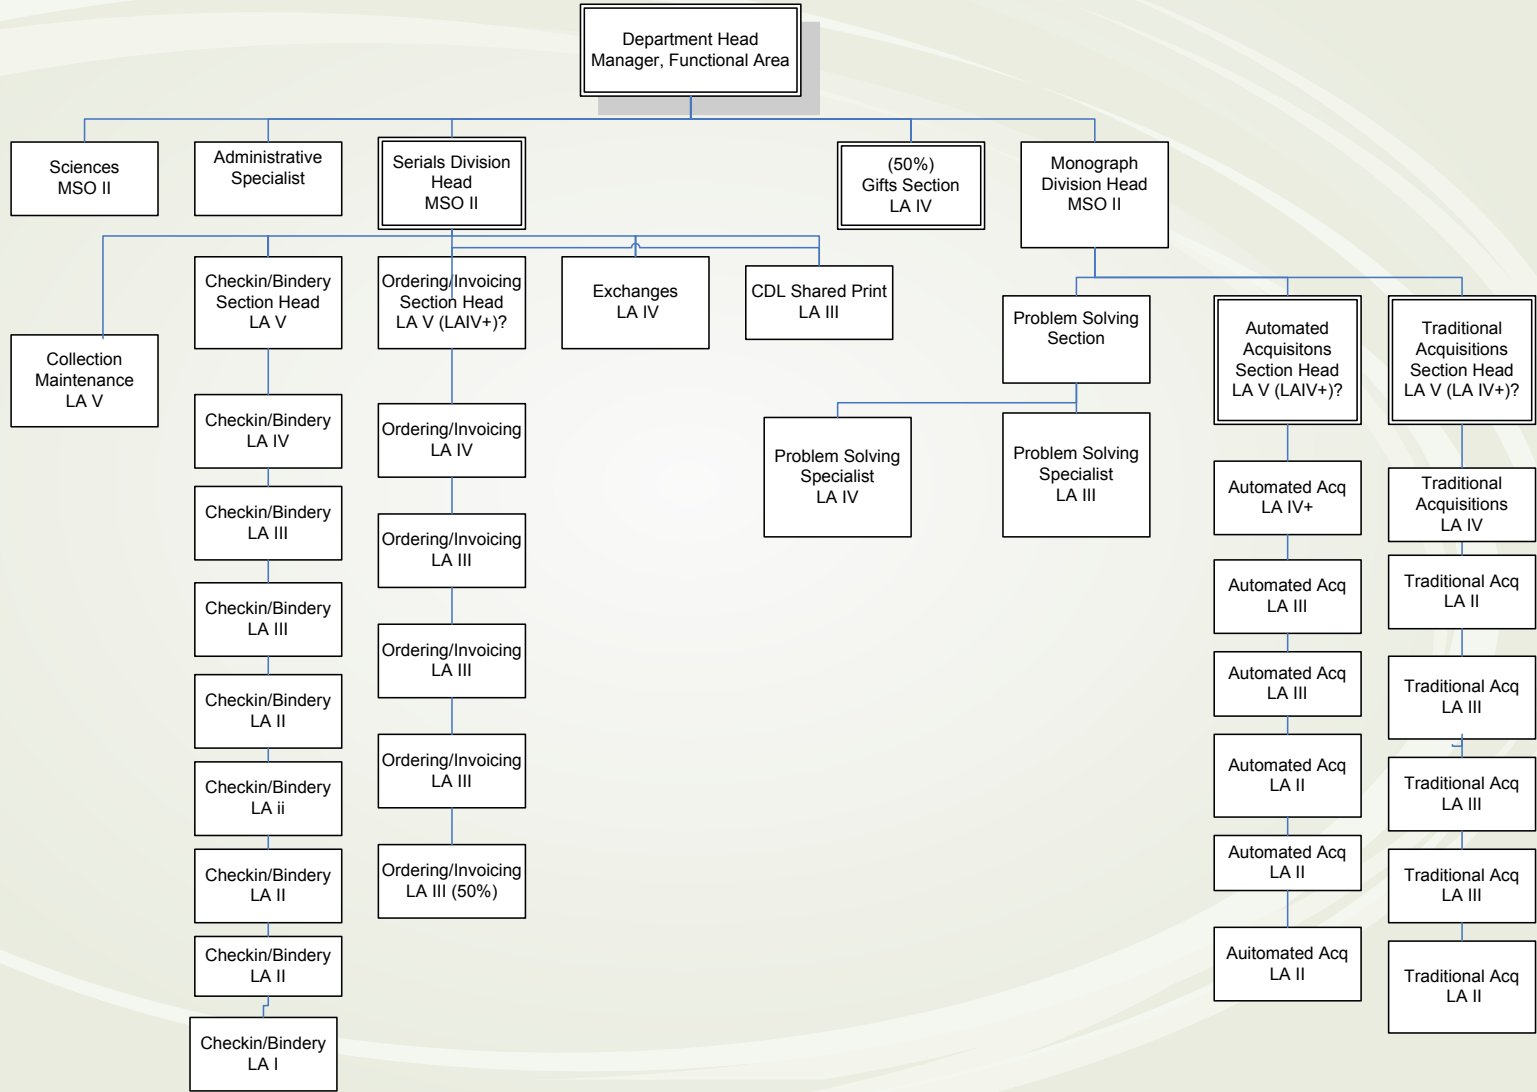 Department Head
Manager, Functional Area
Sciences
MSO II
Administrative
Specialist
Serials Division
Head
MSO II
(50%)
Gifts Section
LA IV
Monograph
Division Head
MSO II
Collection
Maintenance
LA V
Checkin/Bindery
Section Head
LA V
Ordering/Invoicing
Section Head
LA V (LAIV+)?
Exchanges
LA IV
CDL Shared Print
LA III
Problem Solving
Section
Automated
Acquisitons
Section Head
LA V (LAIV+)?
Traditional
Acquisitions
Section Head
LA V (LA IV+)?
Checkin/Bindery
LA IV
Checkin/Bindery
LA III
Checkin/Bindery
LA III
Checkin/Bindery
LA II
Checkin/Bindery
LA ii
Checkin/Bindery
LA II
Checkin/Bindery
LA II
Checkin/Bindery
LA I
Ordering/Invoicing
LA IV
Ordering/Invoicing
LA III
Ordering/Invoicing
LA III
Ordering/Invoicing
LA III
Ordering/Invoicing
LA III (50%)
Problem Solving
Specialist
LA IV
Problem Solving
Specialist
LA III
Automated Acq
LA IV+
Automated Acq
LA III
Automated Acq
LA III
Automated Acq
LA II
Automated Acq
LA II
Auitomated Acq
LA II
Traditional
Acquisitions
LA IV
Traditional Acq
LA II
Traditional Acq
LA III
Traditional Acq
LA III
Traditional Acq
LA III
Traditional Acq
LA II